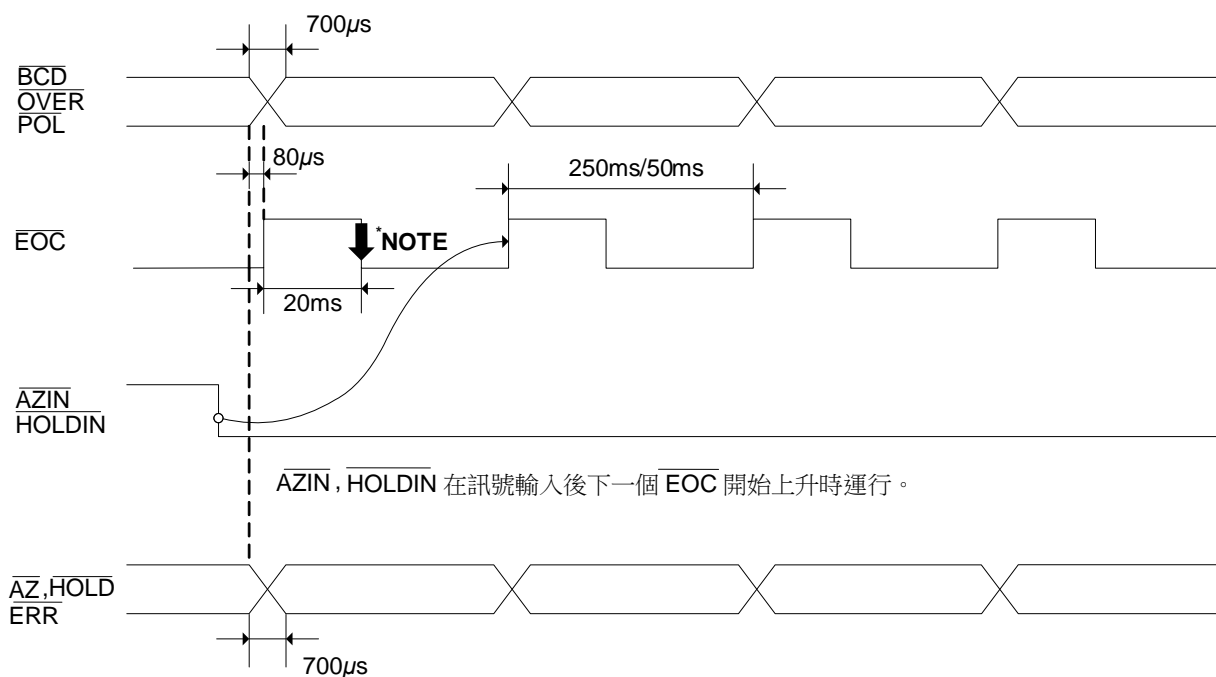 700µs
BCD
OVER
POL
80µs
250ms/50ms
EOC
*NOTE
20ms
AZIN
HOLDIN
AZIN , HOLDIN 在訊號輸入後下一個 EOC 開始上升時運行。
AZ,HOLD
ERR
700µs